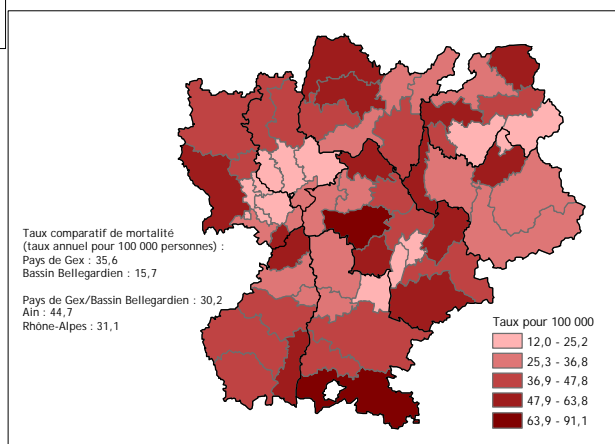 Taux comparatif de mortalité
(taux annuel pour 100 000 personnes) :
Pays de Gex : 35,6
Bassin Bellegardien : 15,7
Pays de Gex/Bassin Bellegardien : 30,2
Ain : 44,7
Rhône-Alpes : 31,1
Taux pour 100 000
12,0 - 25,2
25,3 - 36,8
36,9 - 47,8
47,9 - 63,8
63,9 - 91,1